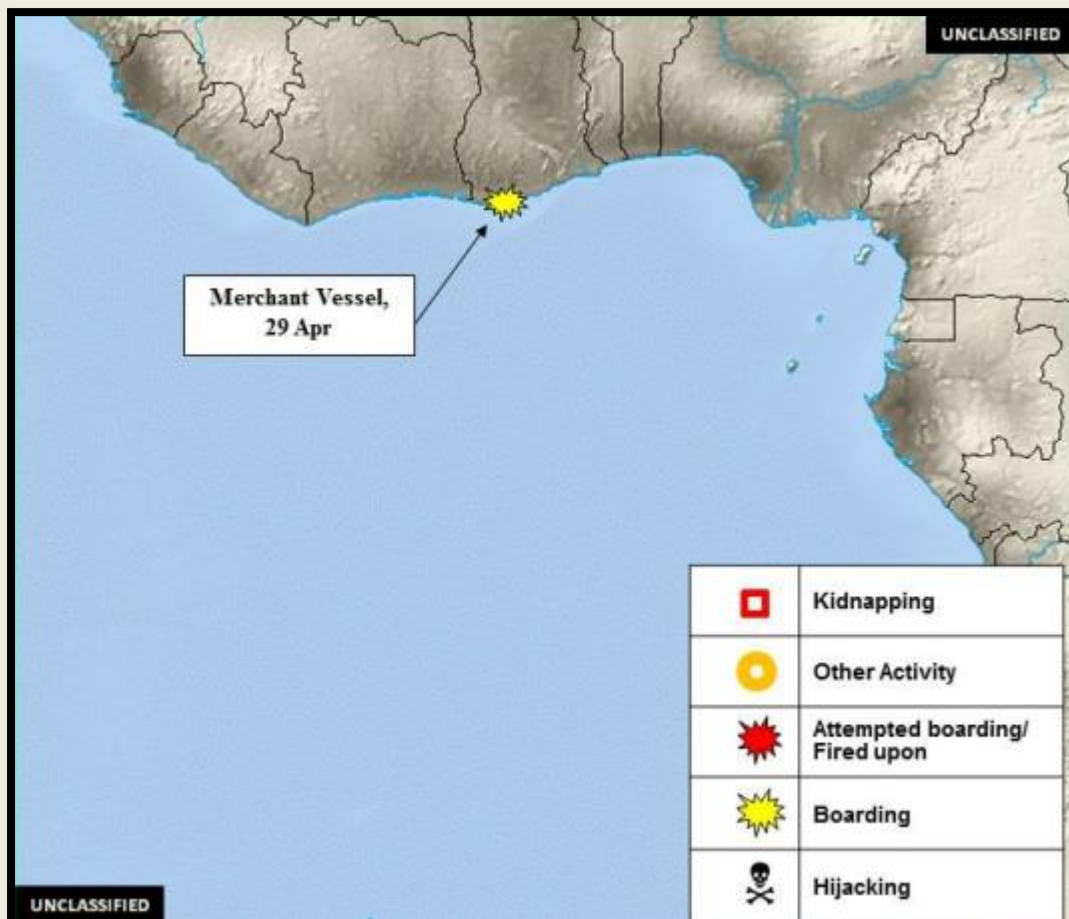 UNCLASSIFIED
Merchant Vessel,
29 Apr
Kidnapping
Other Activity
Attempted boarding/
Fired upon
Boarding
Hijacking
UNCLASSIFIED